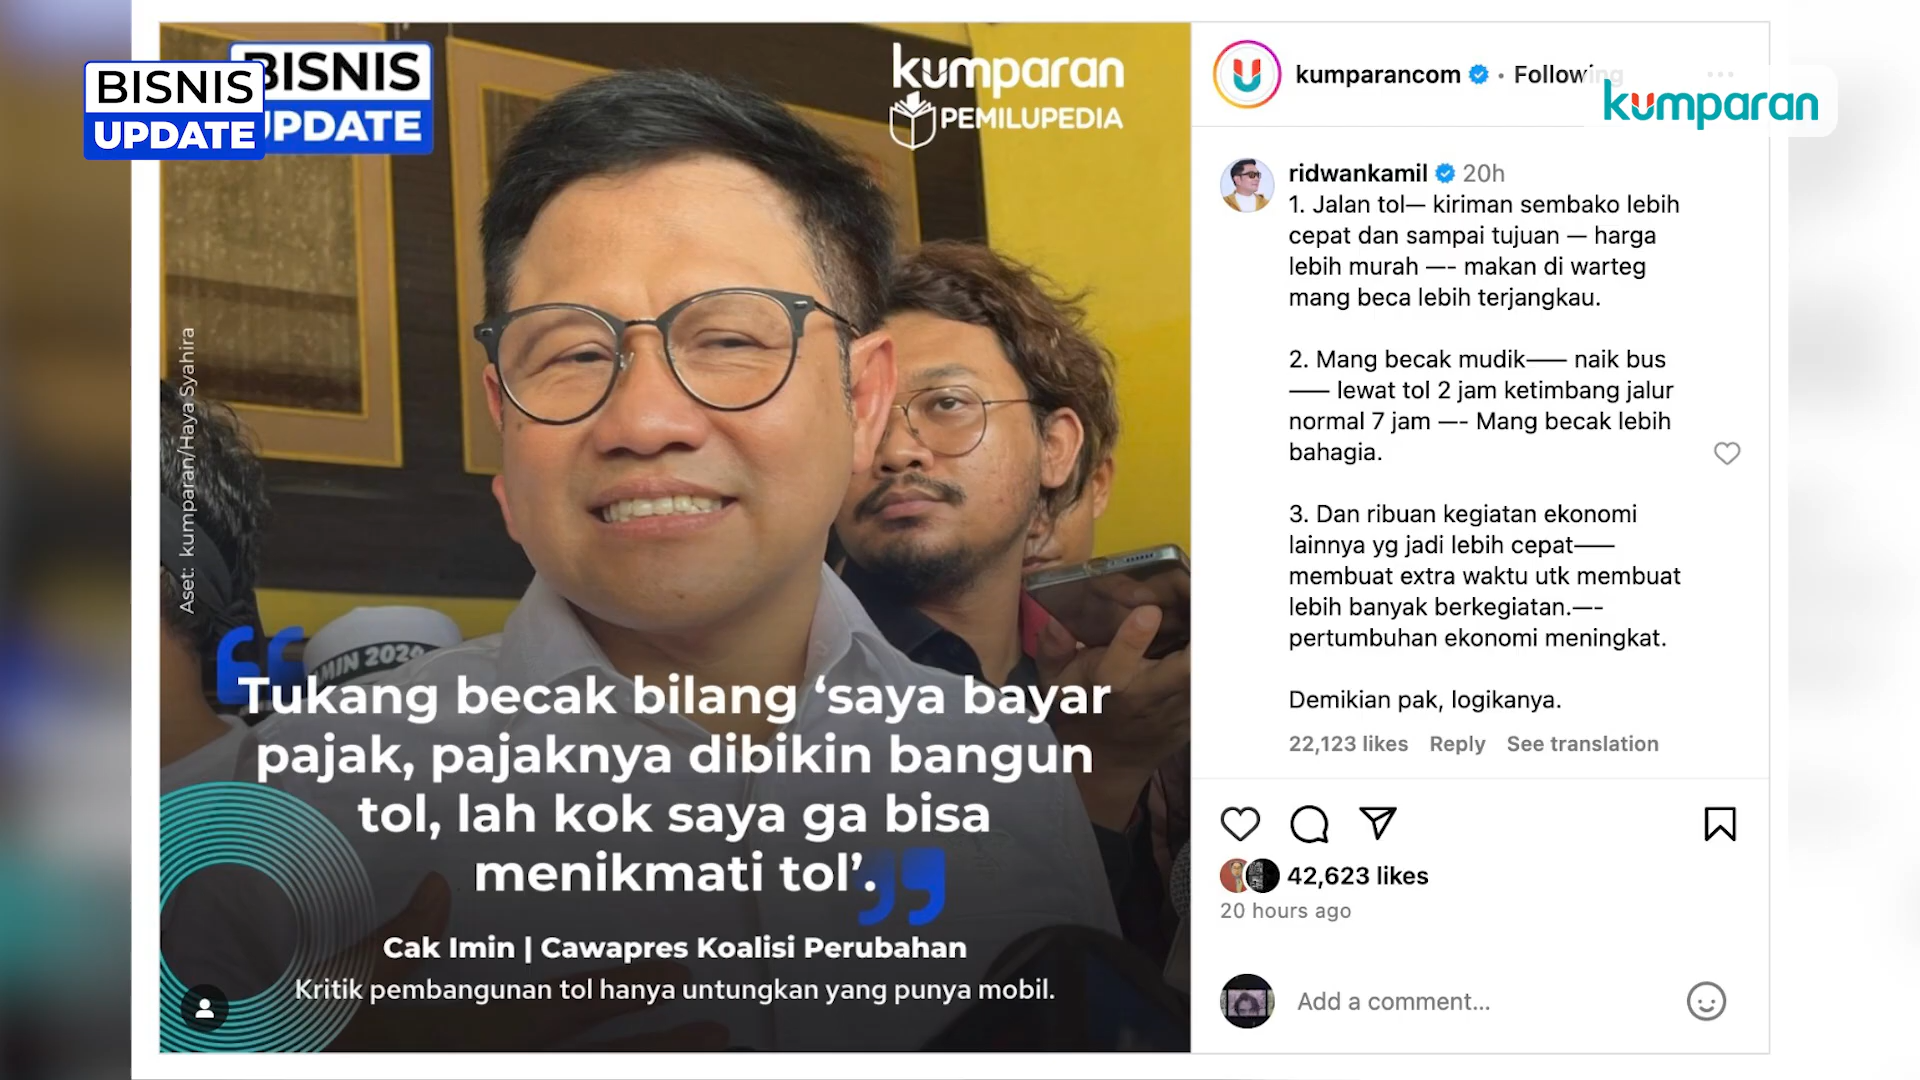 BISNIS
UPDATE
BISNIS
UPDATE
kumparan
PEMILUPEDIA
Aset: kumparan/Haya Syahira
AMIN 2024
Tukang becak bilang ‘saya bayar
pajak, pajaknya dibikin bangun
tol, lah kok saya ga bisa
menikmati tol’.
Cak Imin | Cawapres Koalisi Perubahan
Kritik pembangunan tol hanya untungkan yang punya mobil.
kumparancom • Following
kumparan
ridwankamil 20h
1. Jalan tol— kiriman sembako lebih
cepat dan sampai tujuan — harga
lebih murah —- makan di warteg
mang beca lebih terjangkau.
2. Mang becak mudik—— naik bus
—— lewat tol 2 jam ketimbang jalur
normal 7 jam —- Mang becak lebih
bahagia.
3. Dan ribuan kegiatan ekonomi
lainnya yg jadi lebih cepat——
membuat extra waktu utk membuat
lebih banyak berkegiatan.—-
pertumbuhan ekonomi meningkat.
Demikian pak, logikanya.
22,123 likes Reply See translation
42,623 likes
20 hours ago
Add a comment...